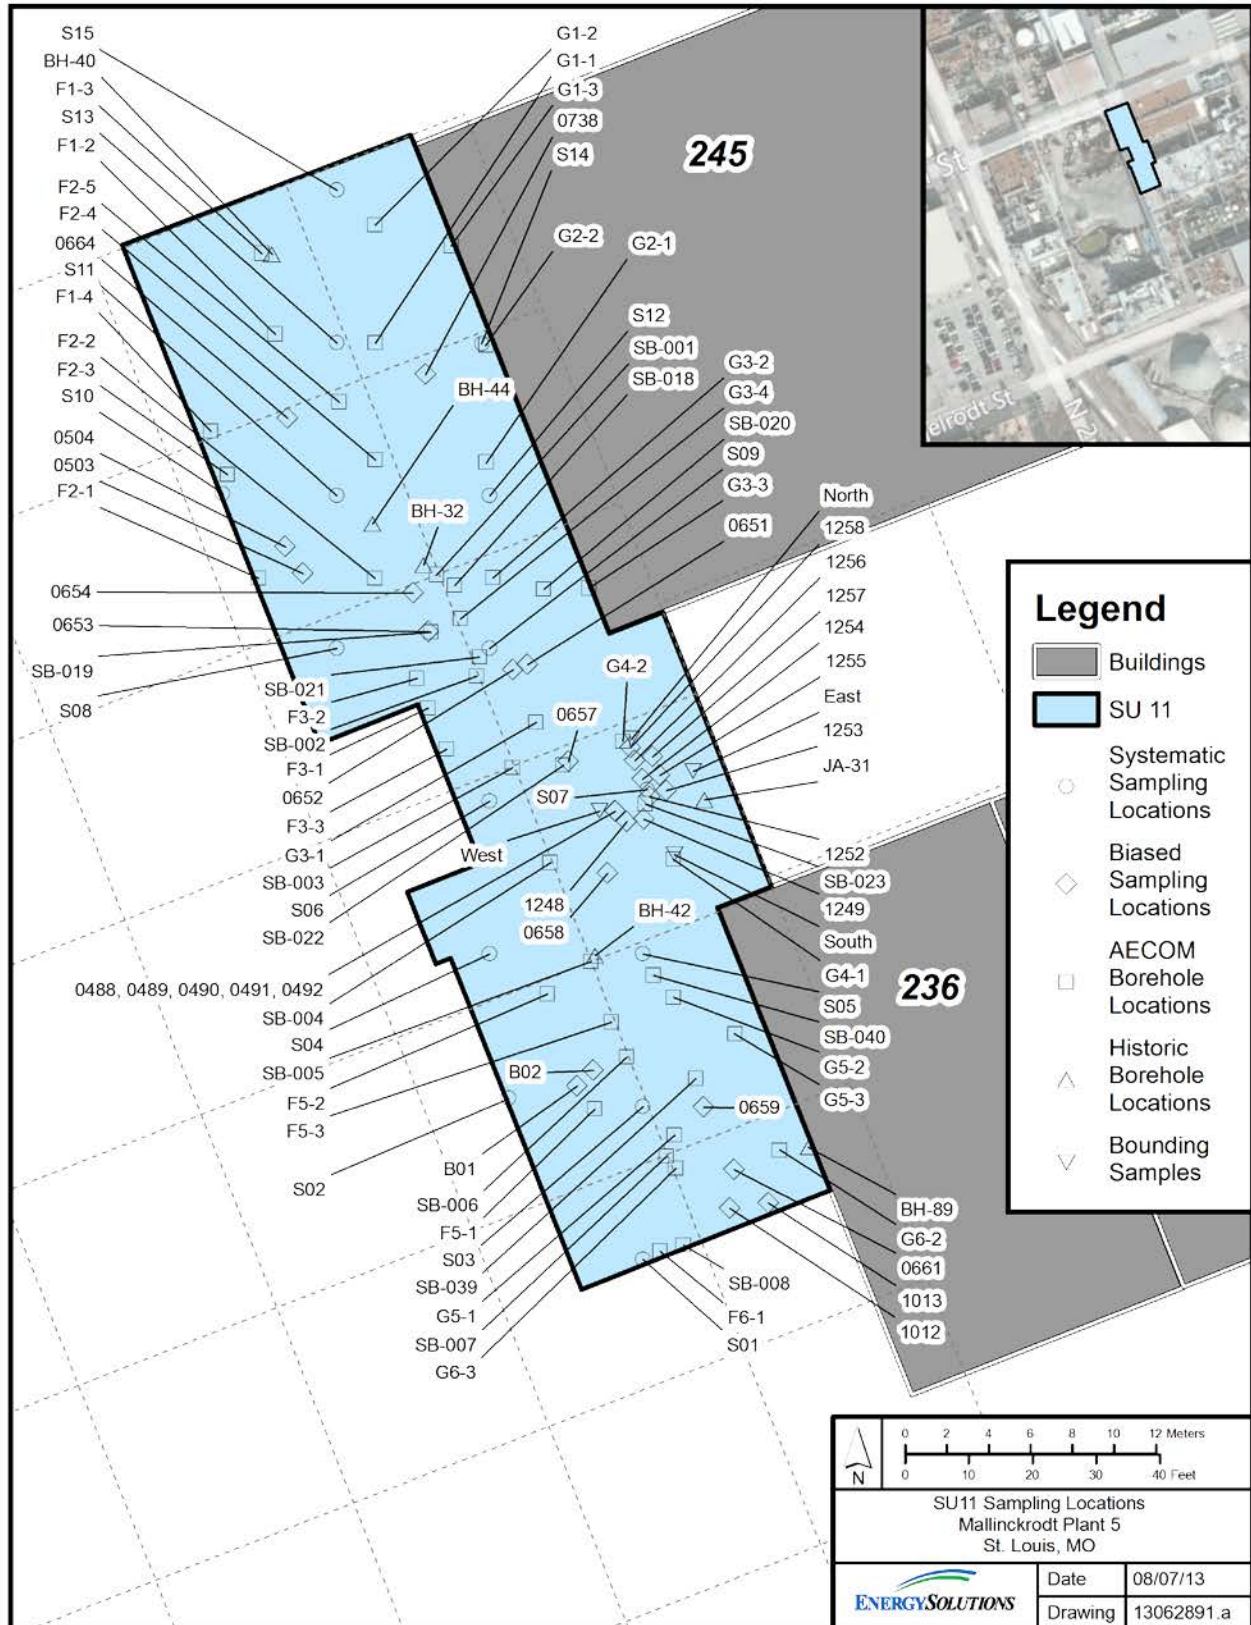 S15
BH-40
F1-3
S13
F1-2
F2-5
F2-4
0664
S11
F1-4
F2-2
F2-3
S10
0504
0503
F2-1
0654
0653
SB-019
S08
G1-2
G1-1
G1-3
0738
S14
G2-2
G2-1
S12
SB-001
SB-018
G3-2
G3-4
SB-020
S09
G3-3
0651
245
BH-44
BH-32
North
1258
1256
1257
1254
1255
East
1253
JA-31
G4-2
0657
S07
West
SB-021
F3-2
SB-002
F3-1
0652
F3-3
G3-1
SB-003
S06
SB-022
0488, 0489, 0490, 0491, 0492
SB-004
S04
SB-005
F5-2
F5-3
S02
1248
0658
BH-42
1252
SB-023
1249
South
G4-1
S05
SB-040
G5-2
G5-3
236
B02
0659
B01
SB-006
F5-1
S03
SB-039
G5-1
SB-007
G6-3
BH-89
G6-2
0661
1013
1012
SB-008
F6-1
S01
St
elrodt St
N 2
Legend
Buildings
SU 11
Systematic
Sampling
Locations
Biased
Sampling
Locations
AECOM
Borehole
Locations
Historic
Borehole
Locations
Bounding
Samples
N
0 2 4 6 8 10 12 Meters
0 10 20 30 40 Feet
SU11 Sampling Locations
Mallinckrodt Plant 5
St. Louis, MO
ENERGYSOLUTIONS
Date 08/07/13
Drawing 13062891.a